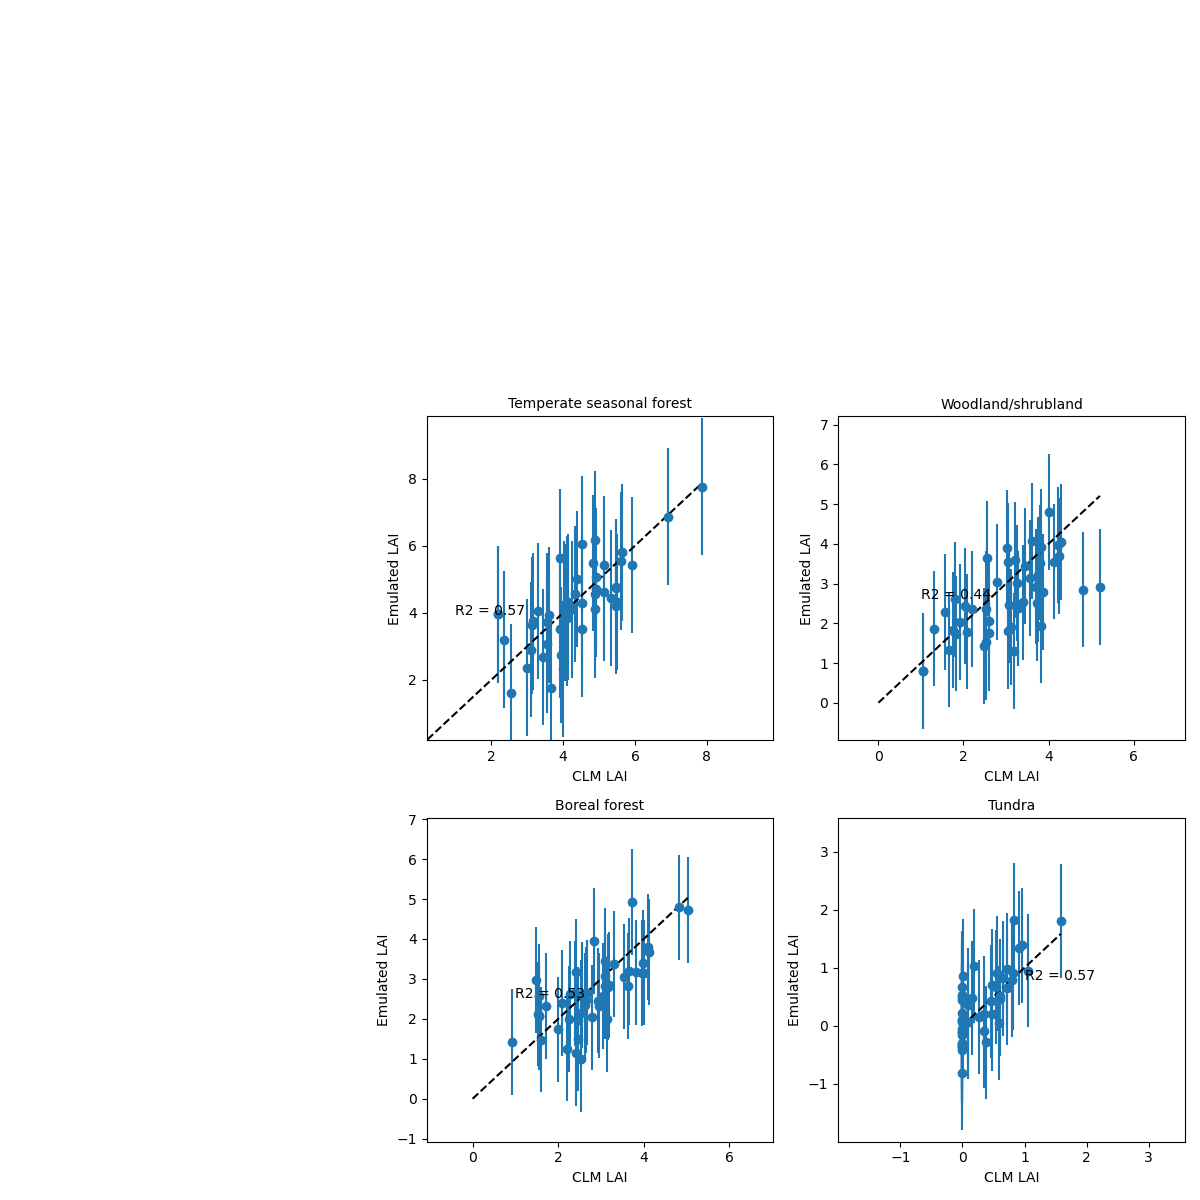 Temperate seasonal forest
Emulated LAI
8
6
4
2
R2 = 0.57
2
4
6
8
CLM LAI
Woodland/shrubland
Emulated LAI
7
6
5
4
3
2
1
0
R2 = 0.44
0
2
4
6
CLM LAI
Boreal forest
Emulated LAI
7
6
5
4
3
2
1
0
−1
R2 = 0.53
0
2
4
6
CLM LAI
Tundra
Emulated LAI
3
2
1
0
−1
R2 = 0.57
−1
0
1
2
3
CLM LAI